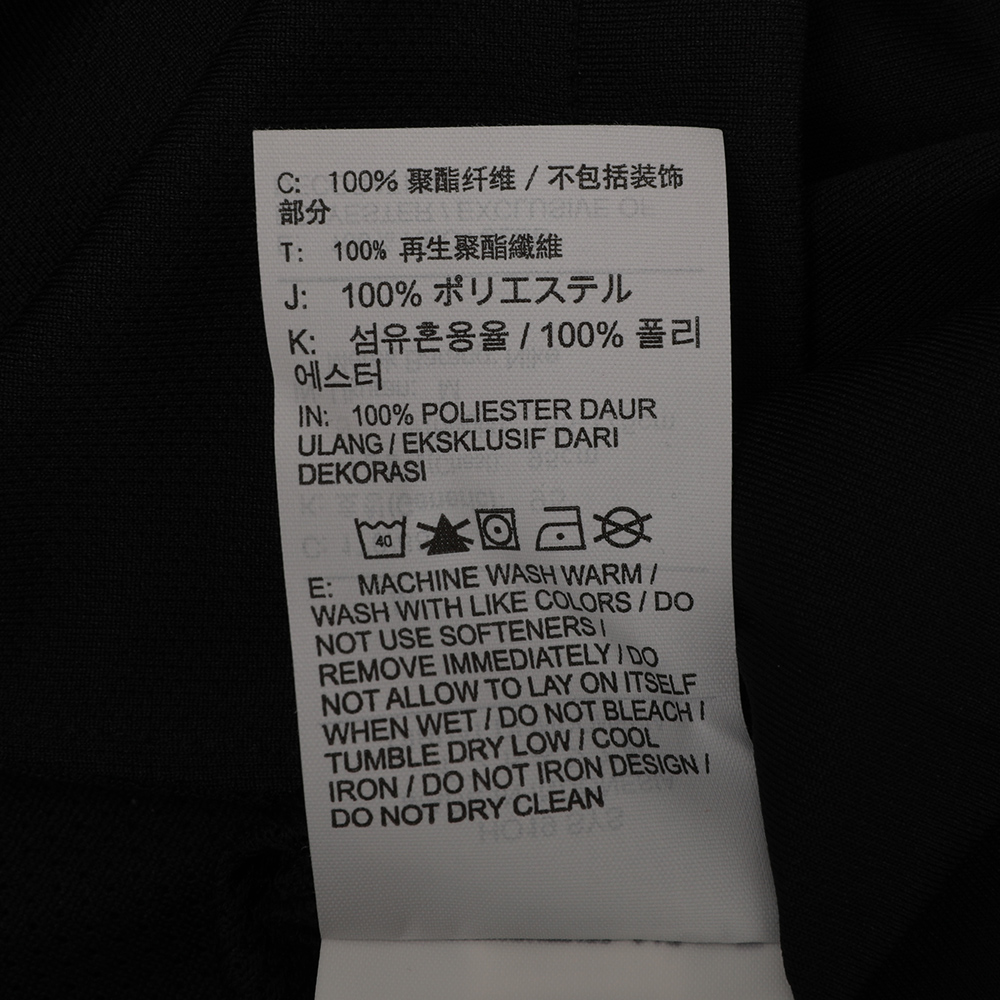 C: 100% 聚酯纤维 / 不包括装饰
部分
T: 100% 再生聚酯纖維
J: 100% ポリエステル
K: 섬유혼용율 / 100% 폴리
에스터
IN: 100% POLIESTER DAUR
ULANG / EKSKLUSIF DARI
DEKORASI
40
E: MACHINE WASH WARM /
WASH WITH LIKE COLORS / DO
NOT USE SOFTENERS /
REMOVE IMMEDIATELY / DO
NOT ALLOW TO LAY ON ITSELF
WHEN WET / DO NOT BLEACH /
TUMBLE DRY LOW / COOL
IRON / DO NOT IRON DESIGN /
DO NOT DRY CLEAN